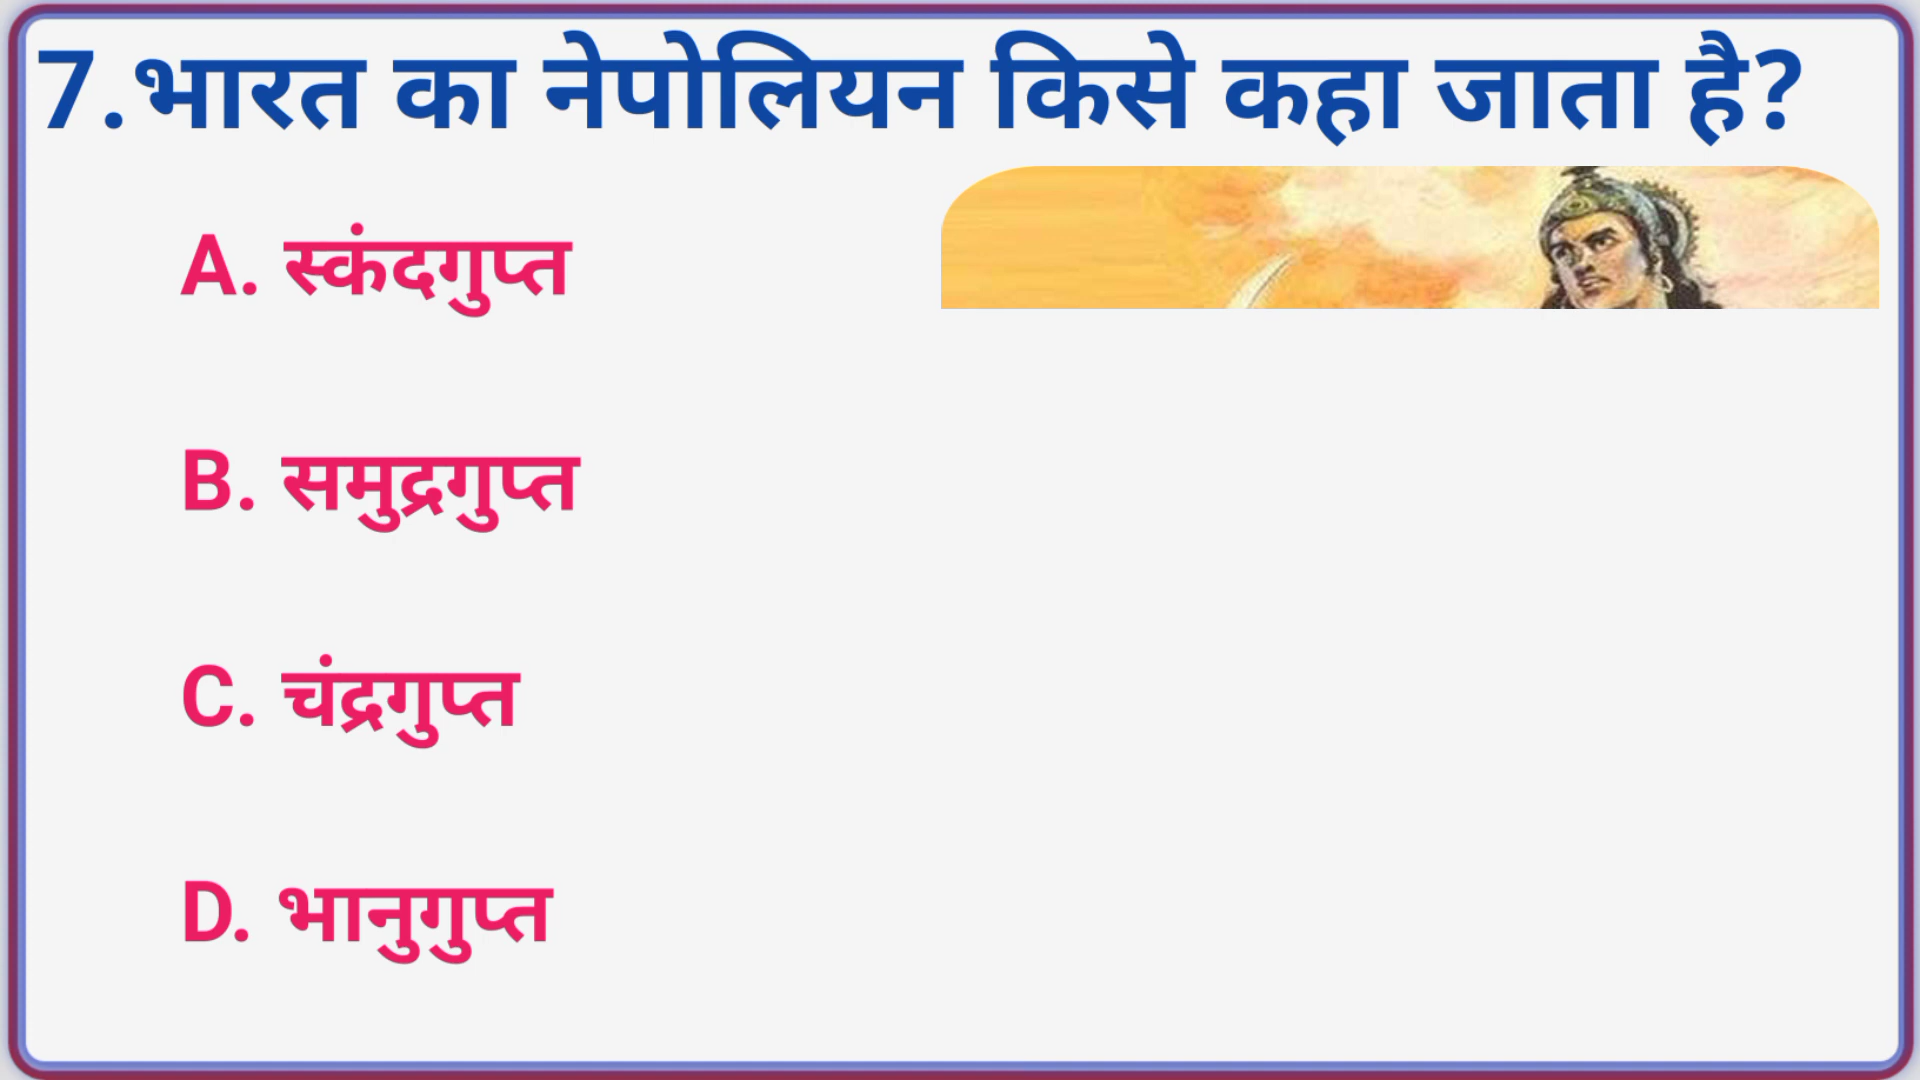 7.भारत का नेपोलियन किसे कहा जाता है?
A. स्कंदगुप्त
B. समुद्रगुप्त
C. चंद्रगुप्त
D. भानुगुप्त